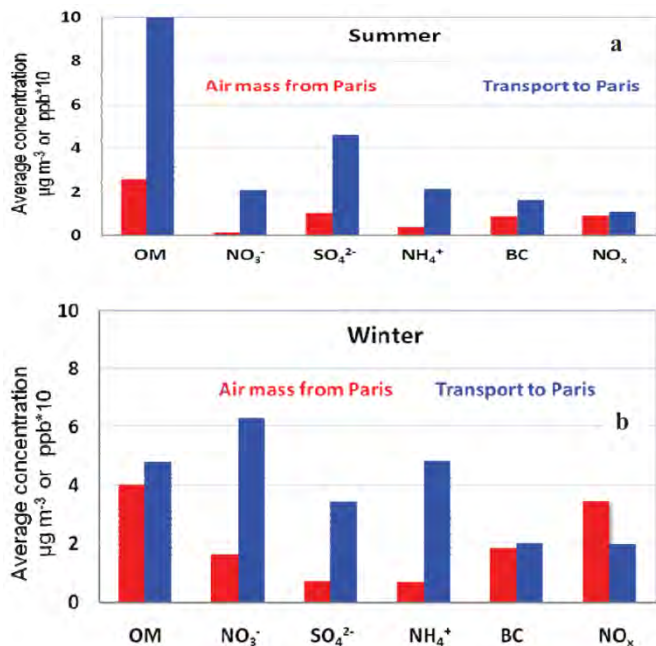 Summer
a
Air mass from Paris
Transport to Paris
Average concentration
µg m⁻³ or ppb*10
10
8
6
4
2
0
OM NO₃⁻ SO₄²⁻ NH₄⁺ BC NOₓ
Winter
Air mass from Paris
Transport to Paris
b
Average concentration
µg m⁻³ or ppb*10
10
8
6
4
2
0
OM NO₃⁻ SO₄²⁻ NH₄⁺ BC NOₓ